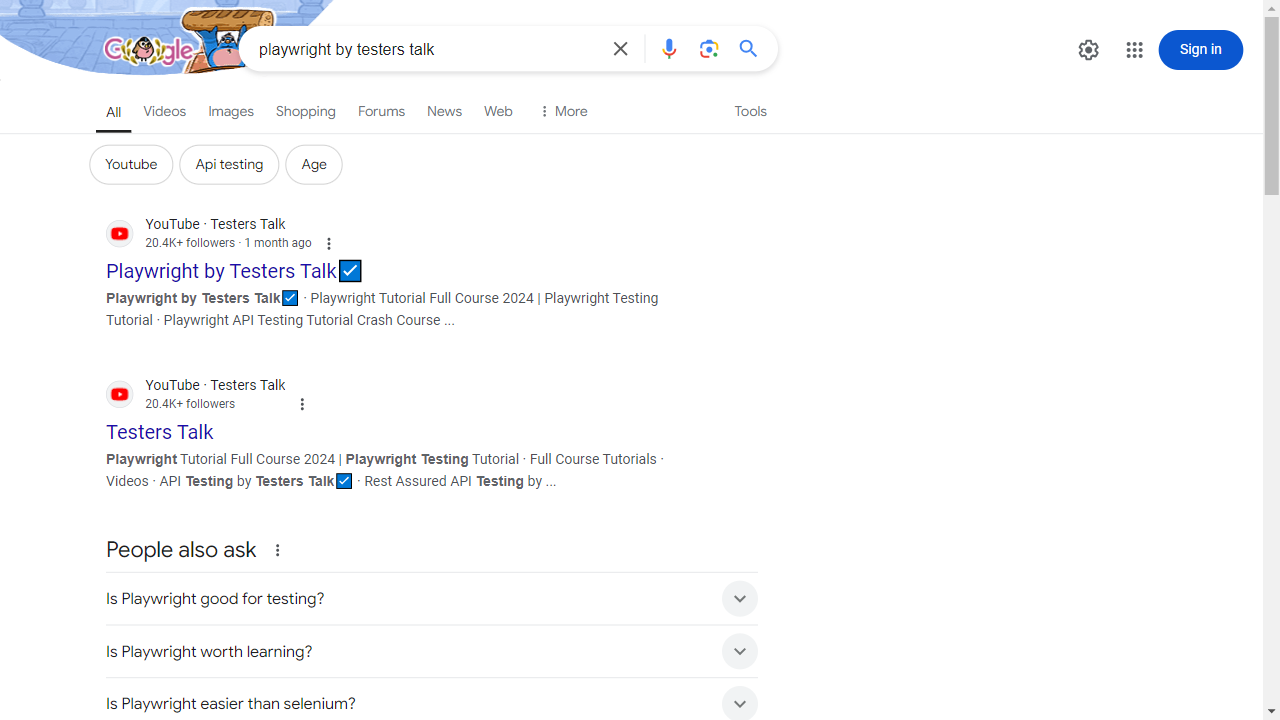 Google
playwright by testers talk
Sign in
All Videos Images Shopping Forums News Web More Tools
Youtube Api testing Age
YouTube · Testers Talk
20.4K+ followers · 1 month ago
Playwright by Testers Talk☑️
Playwright by Testers Talk☑️ · Playwright Tutorial Full Course 2024 | Playwright Testing
Tutorial · Playwright API Testing Tutorial Crash Course ...
YouTube · Testers Talk
20.4K+ followers
Testers Talk
Playwright Tutorial Full Course 2024 | Playwright Testing Tutorial · Full Course Tutorials ·
Videos · API Testing by Testers Talk☑️ · Rest Assured API Testing by ...
People also ask
Is Playwright good for testing?
Is Playwright worth learning?
Is Playwright easier than selenium?